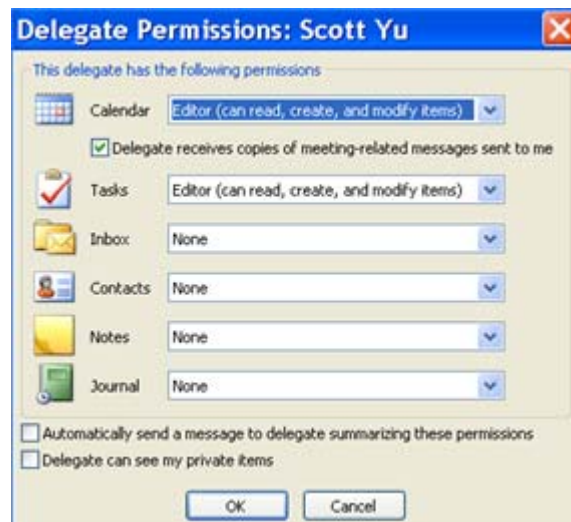 Delegate Permissions: Scott Yu
This delegate has the following permissions
Calendar Editor (can read, create, and modify items)
Delegate receives copies of meeting-related messages sent to me
Tasks Editor (can read, create, and modify items)
Inbox None
Contacts None
Notes None
Journal None
Automatically send a message to delegate summarizing these permissions
Delegate can see my private items
OK Cancel